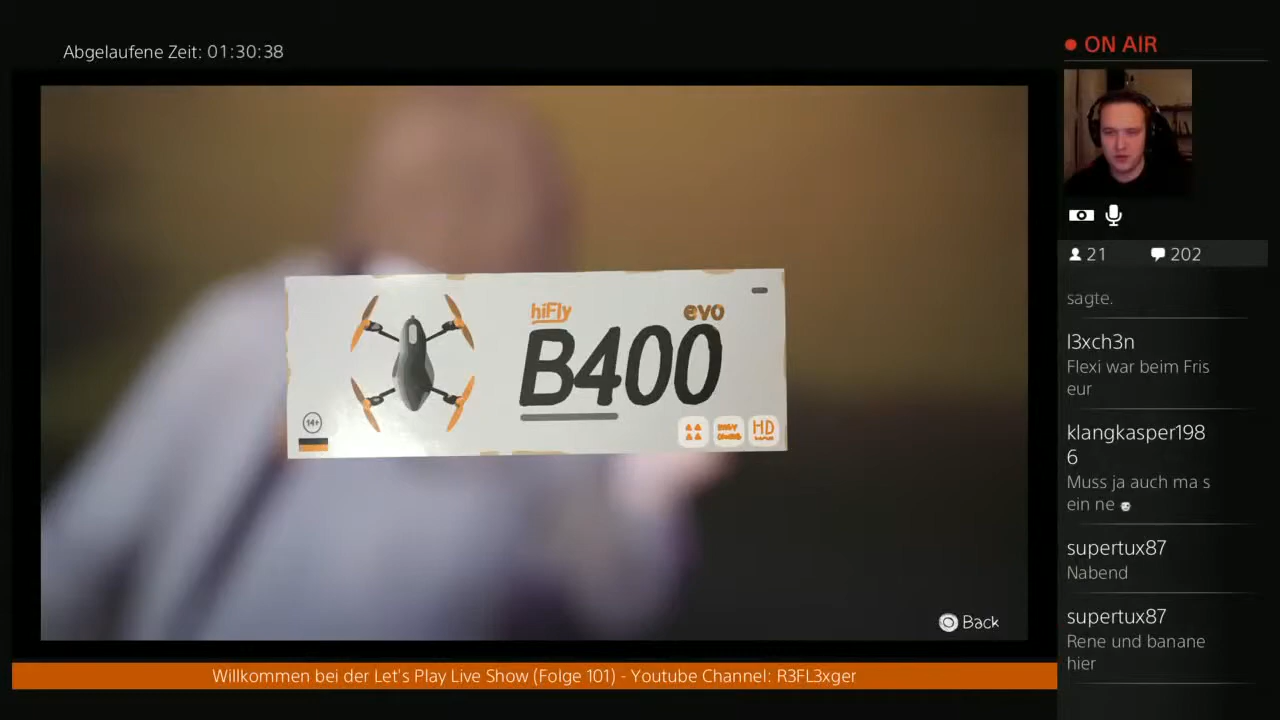 Abgelaufene Zeit: 01:30:38
ON AIR
21 202
sagte.
l3xch3n
Flexi war beim Fris
eur
klangkasper198
6
Muss ja auch ma s
ein ne
supertux87
Nabend
supertux87
Rene und banane
hier
hiFly evo
B400
14+
HD
Back
Willkommen bei der Let's Play Live Show (Folge 101) - Youtube Channel: R3FL3xger